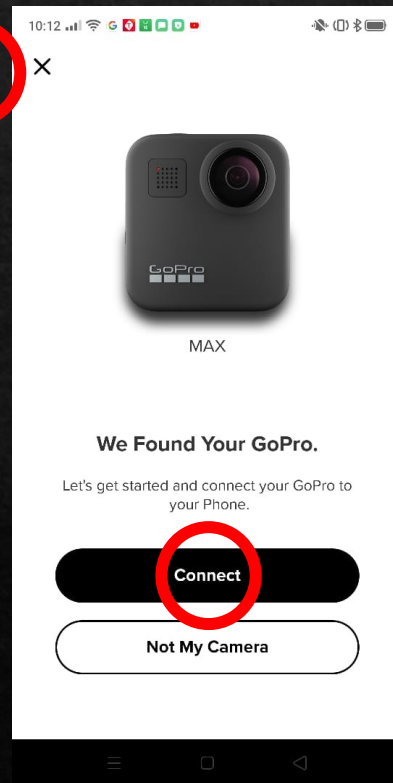 10:12
GoPro
MAX
We Found Your GoPro.
Let's get started and connect your GoPro to
your Phone.
Connect
Not My Camera